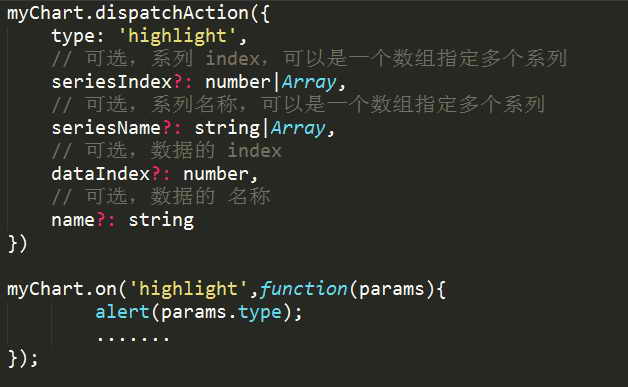 myChart.dispatchAction({
    type: 'highlight',
    // 可选，系列 index，可以是一个数组指定多个系列
    seriesIndex?: number|Array,
    // 可选，系列名称，可以是一个数组指定多个系列
    seriesName?: string|Array,
    // 可选，数据的 index
    dataIndex?: number,
    // 可选，数据的 名称
    name?: string
})

myChart.on('highlight',function(params){
        alert(params.type);
        .......
});